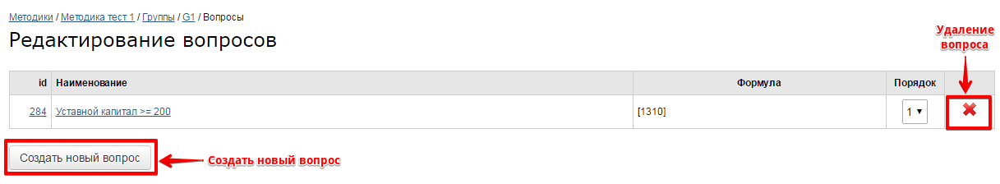 Методики / Методика тест 1 / Группы / G1 / Вопросы
Редактирование вопросов
Удаление
вопроса
id Наименование Формула Порядок
284 Уставной капитал >= 200 [1310] 1
Создать новый вопрос Создать новый вопрос